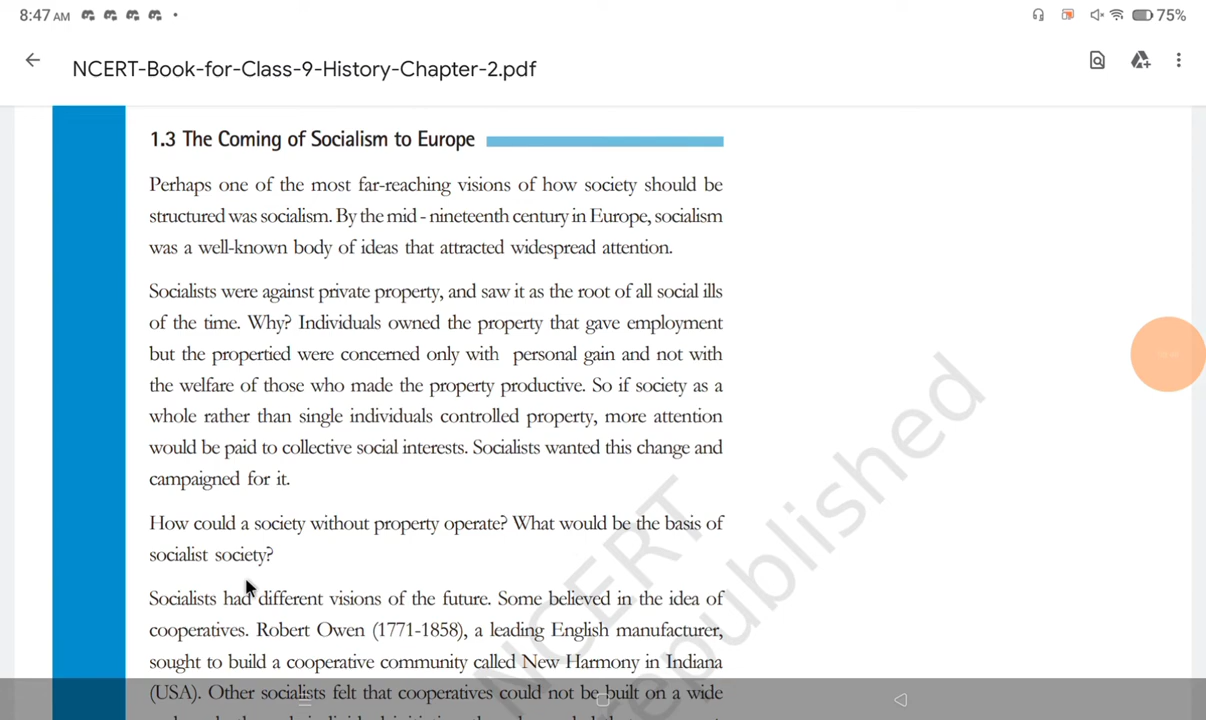 8:47 AM
75%
NCERT-Book-for-Class-9-History-Chapter-2.pdf
1.3 The Coming of Socialism to Europe
Perhaps one of the most far-reaching visions of how society should be
structured was socialism. By the mid - nineteenth century in Europe, socialism
was a well-known body of ideas that attracted widespread attention.
Socialists were against private property, and saw it as the root of all social ills
of the time. Why? Individuals owned the property that gave employment
but the propertied were concerned only with personal gain and not with
the welfare of those who made the property productive. So if society as a
whole rather than single individuals controlled property, more attention
would be paid to collective social interests. Socialists wanted this change and
campaigned for it.
How could a society without property operate? What would be the basis of
socialist society?
Socialists had different visions of the future. Some believed in the idea of
cooperatives. Robert Owen (1771-1858), a leading English manufacturer,
sought to build a cooperative community called New Harmony in Indiana
(USA). Other socialists felt that cooperatives could not be built on a wide
NCERT
republished